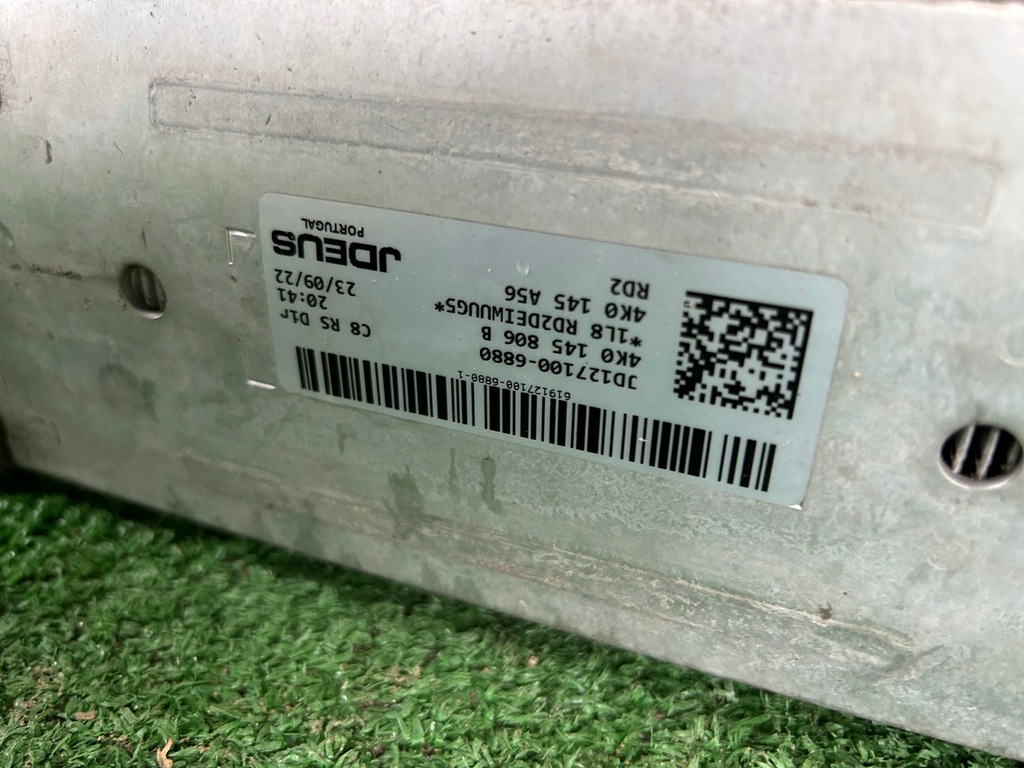 619127100-6880-1
JD127100-6880
4K0 145 806 B
*1L8 RD2DEIWUUG5*
4K0 145 A56
RD2
C8 RS D1r
20:41
23/09/22
JDEUS
PORTUGAL